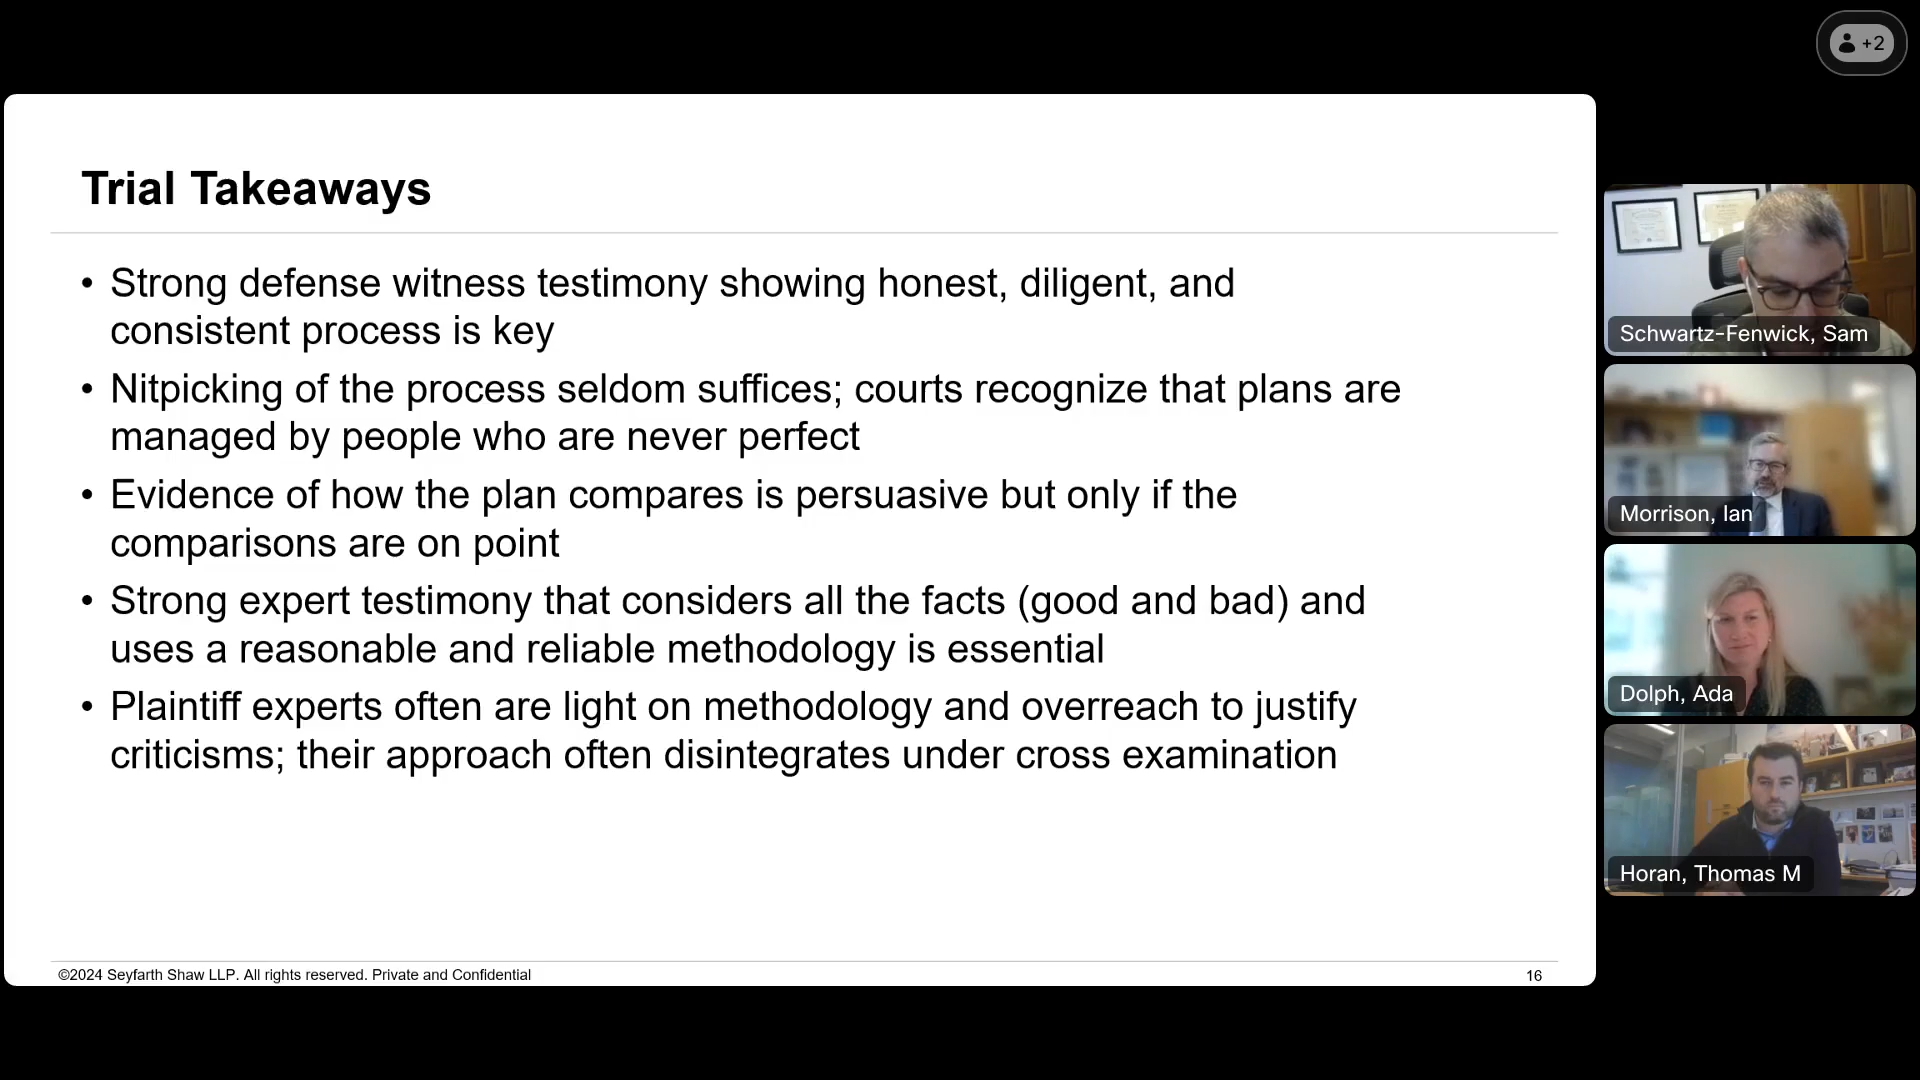 +2
Trial Takeaways
• Strong defense witness testimony showing honest, diligent, and
consistent process is key
• Nitpicking of the process seldom suffices; courts recognize that plans are
managed by people who are never perfect
• Evidence of how the plan compares is persuasive but only if the
comparisons are on point
• Strong expert testimony that considers all the facts (good and bad) and
uses a reasonable and reliable methodology is essential
• Plaintiff experts often are light on methodology and overreach to justify
criticisms; their approach often disintegrates under cross examination
©2024 Seyfarth Shaw LLP. All rights reserved. Private and Confidential
16
Schwartz-Fenwick, Sam
Morrison, Ian
Dolph, Ada
Horan, Thomas M